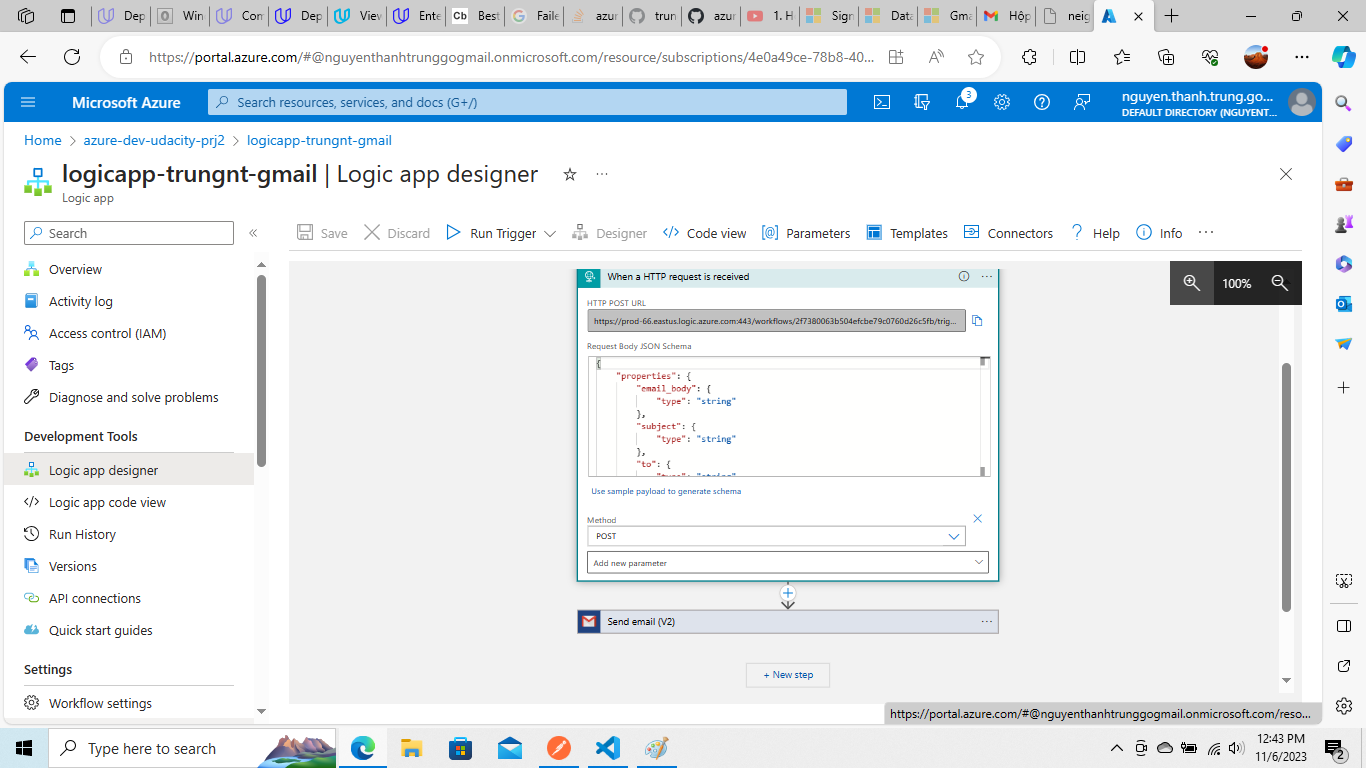 Dep
Win
Com
Dep
View
Ente
Cb
Best
Faile
azur
trun
azur
1. H
Sign
Data
Gma
Hộp
neig
https://portal.azure.com/#@nguyenthanhtrunggogmail.onmicrosoft.com/resource/subscriptions/4e0a49ce-78b8-40...
Microsoft Azure
Search resources, services, and docs (G+/)
3
nguyen.thanh.trung.go...
DEFAULT DIRECTORY (NGUYENT...
Home > azure-dev-udacity-prj2 > logicapp-trungnt-gmail
logicapp-trungnt-gmail | Logic app designer
Logic app
Search
Save
Discard
Run Trigger
Designer
Code view
Parameters
Templates
Connectors
Help
Info
Overview
Activity log
Access control (IAM)
Tags
Diagnose and solve problems
Development Tools
Logic app designer
Logic app code view
Run History
Versions
API connections
Quick start guides
Settings
Workflow settings
When a HTTP request is received
100%
HTTP POST URL
https://prod-66.eastus.logic.azure.com:443/workflows/2f7380063b504efcbe79c0760d26c5fb/trig...
Request Body JSON Schema
{
"properties": {
"email_body": {
"type": "string"
},
"subject": {
"type": "string"
},
"to": {
"type": "string"
Use sample payload to generate schema
Method
POST
Add new parameter
Send email (V2)
+ New step
https://portal.azure.com/#@nguyenthanhtrunggogmail.onmicrosoft.com/reso...
Type here to search
12:43 PM
11/6/2023
2